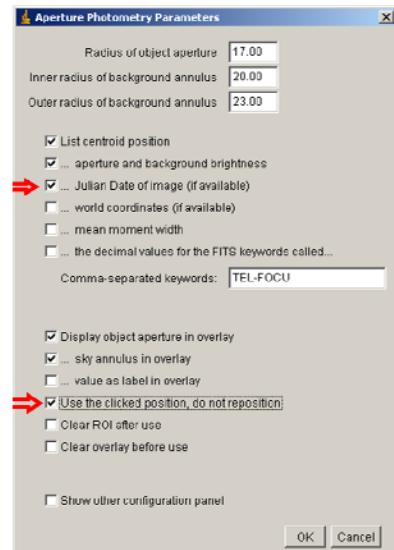 Aperture Photometry Parameters
Radius of object aperture 17.00
Inner radius of background annulus 20.00
Outer radius of background annulus 23.00
List centroid position
... aperture and background brightness
... Julian Date of image (if available)
... world coordinates (if available)
... mean moment width
... the decimal values for the FITS keywords called...
Comma-separated keywords: TEL-FOCU
Display object aperture in overlay
... sky annulus in overlay
... value as label in overlay
Use the clicked position, do not reposition
Clear ROI after use
Clear overlay before use
Show other configuration panel
OK Cancel